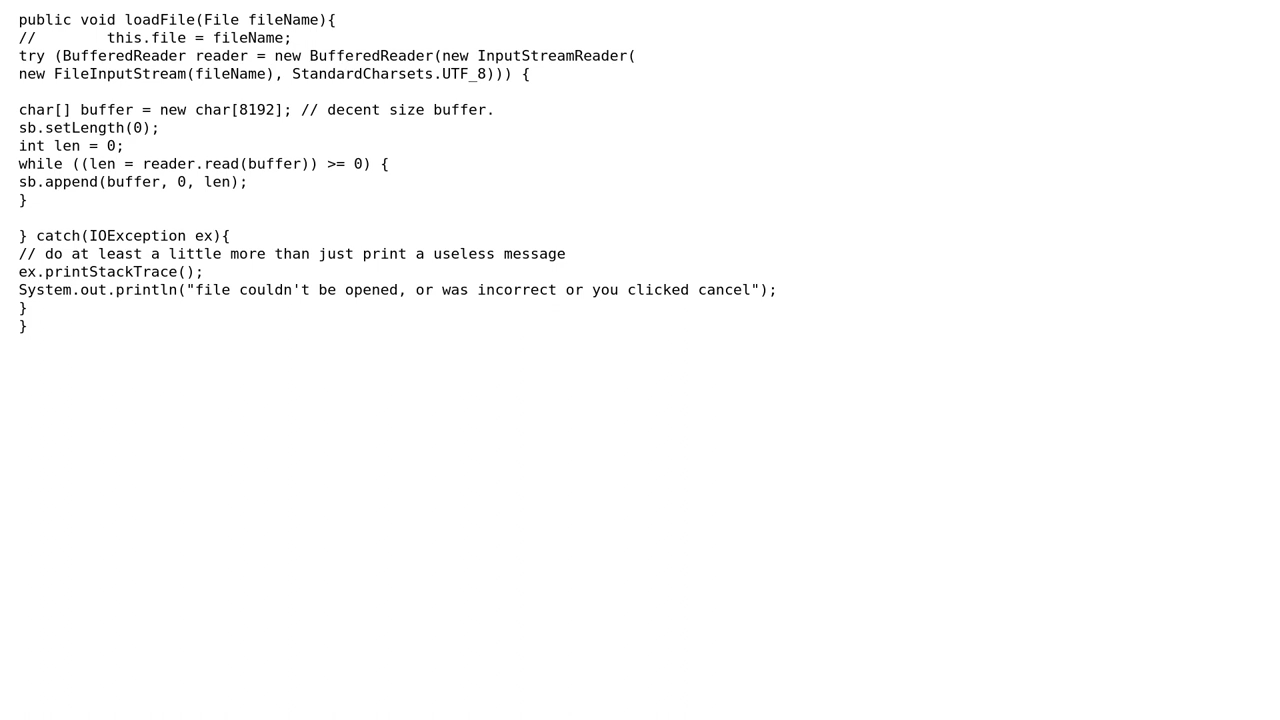 public void loadFile(File fileName){
//        this.file = fileName;
try (BufferedReader reader = new BufferedReader(new InputStreamReader(
new FileInputStream(fileName), StandardCharsets.UTF_8))) {

char[] buffer = new char[8192]; // decent size buffer.
sb.setLength(0);
int len = 0;
while ((len = reader.read(buffer)) >= 0) {
sb.append(buffer, 0, len);
}

} catch(IOException ex){
// do at least a little more than just print a useless message
ex.printStackTrace();
System.out.println("file couldn't be opened, or was incorrect or you clicked cancel");
}
}